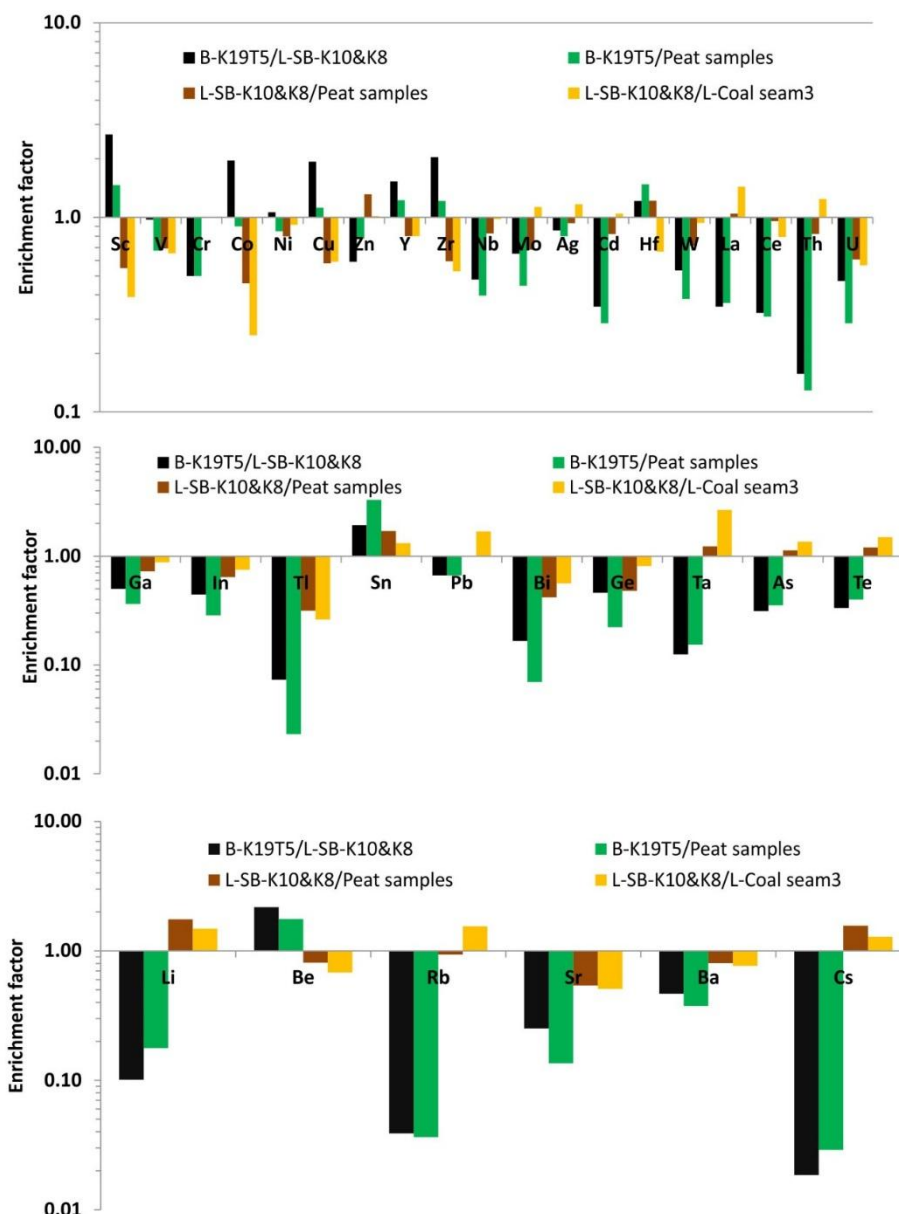 10.0
B-K19T5/L-SB-K10&K8 B-K19T5/Peat samples
L-SB-K10&K8/Peat samples L-SB-K10&K8/L-Coal seam3
Enrichment factor
1.0
Sc V Cr Co Ni Cu Zn Y Zr Nb Mo Ag Cd Hf W La Ce Th U
0.1
10.00
B-K19T5/L-SB-K10&K8 B-K19T5/Peat samples
L-SB-K10&K8/Peat samples L-SB-K10&K8/L-Coal seam3
Enrichment factor
1.00
Ga In Tl Sn Pb Bi Ge Ta As Te
0.10
0.01
10.00
B-K19T5/L-SB-K10&K8 B-K19T5/Peat samples
L-SB-K10&K8/Peat samples L-SB-K10&K8/L-Coal seam3
Enrichment factor
1.00
Li Be Rb Sr Ba Cs
0.10
0.01